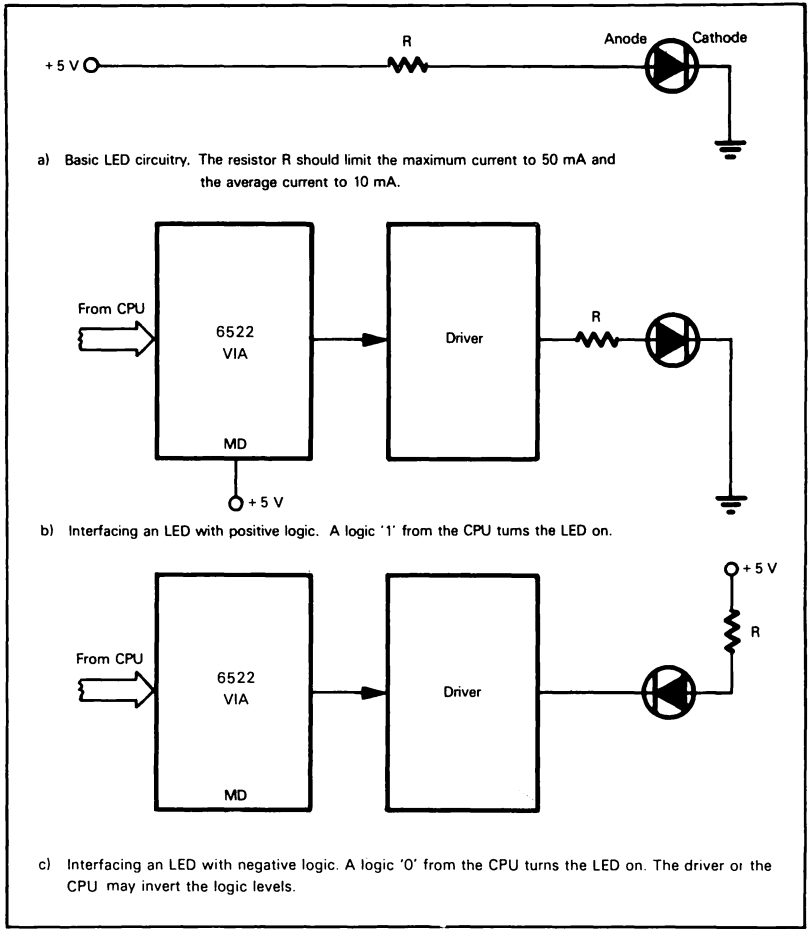 R
Anode Cathode
+ 5 V
a) Basic LED circuitry. The resistor R should limit the maximum current to 50 mA and
the average current to 10 mA.
From CPU
6522
VIA
Driver
R
MD
+ 5 V
b) Interfacing an LED with positive logic. A logic '1' from the CPU turns the LED on.
+ 5 V
R
From CPU
6522
VIA
Driver
MD
c) Interfacing an LED with negative logic. A logic '0' from the CPU turns the LED on. The driver or the
CPU may invert the logic levels.